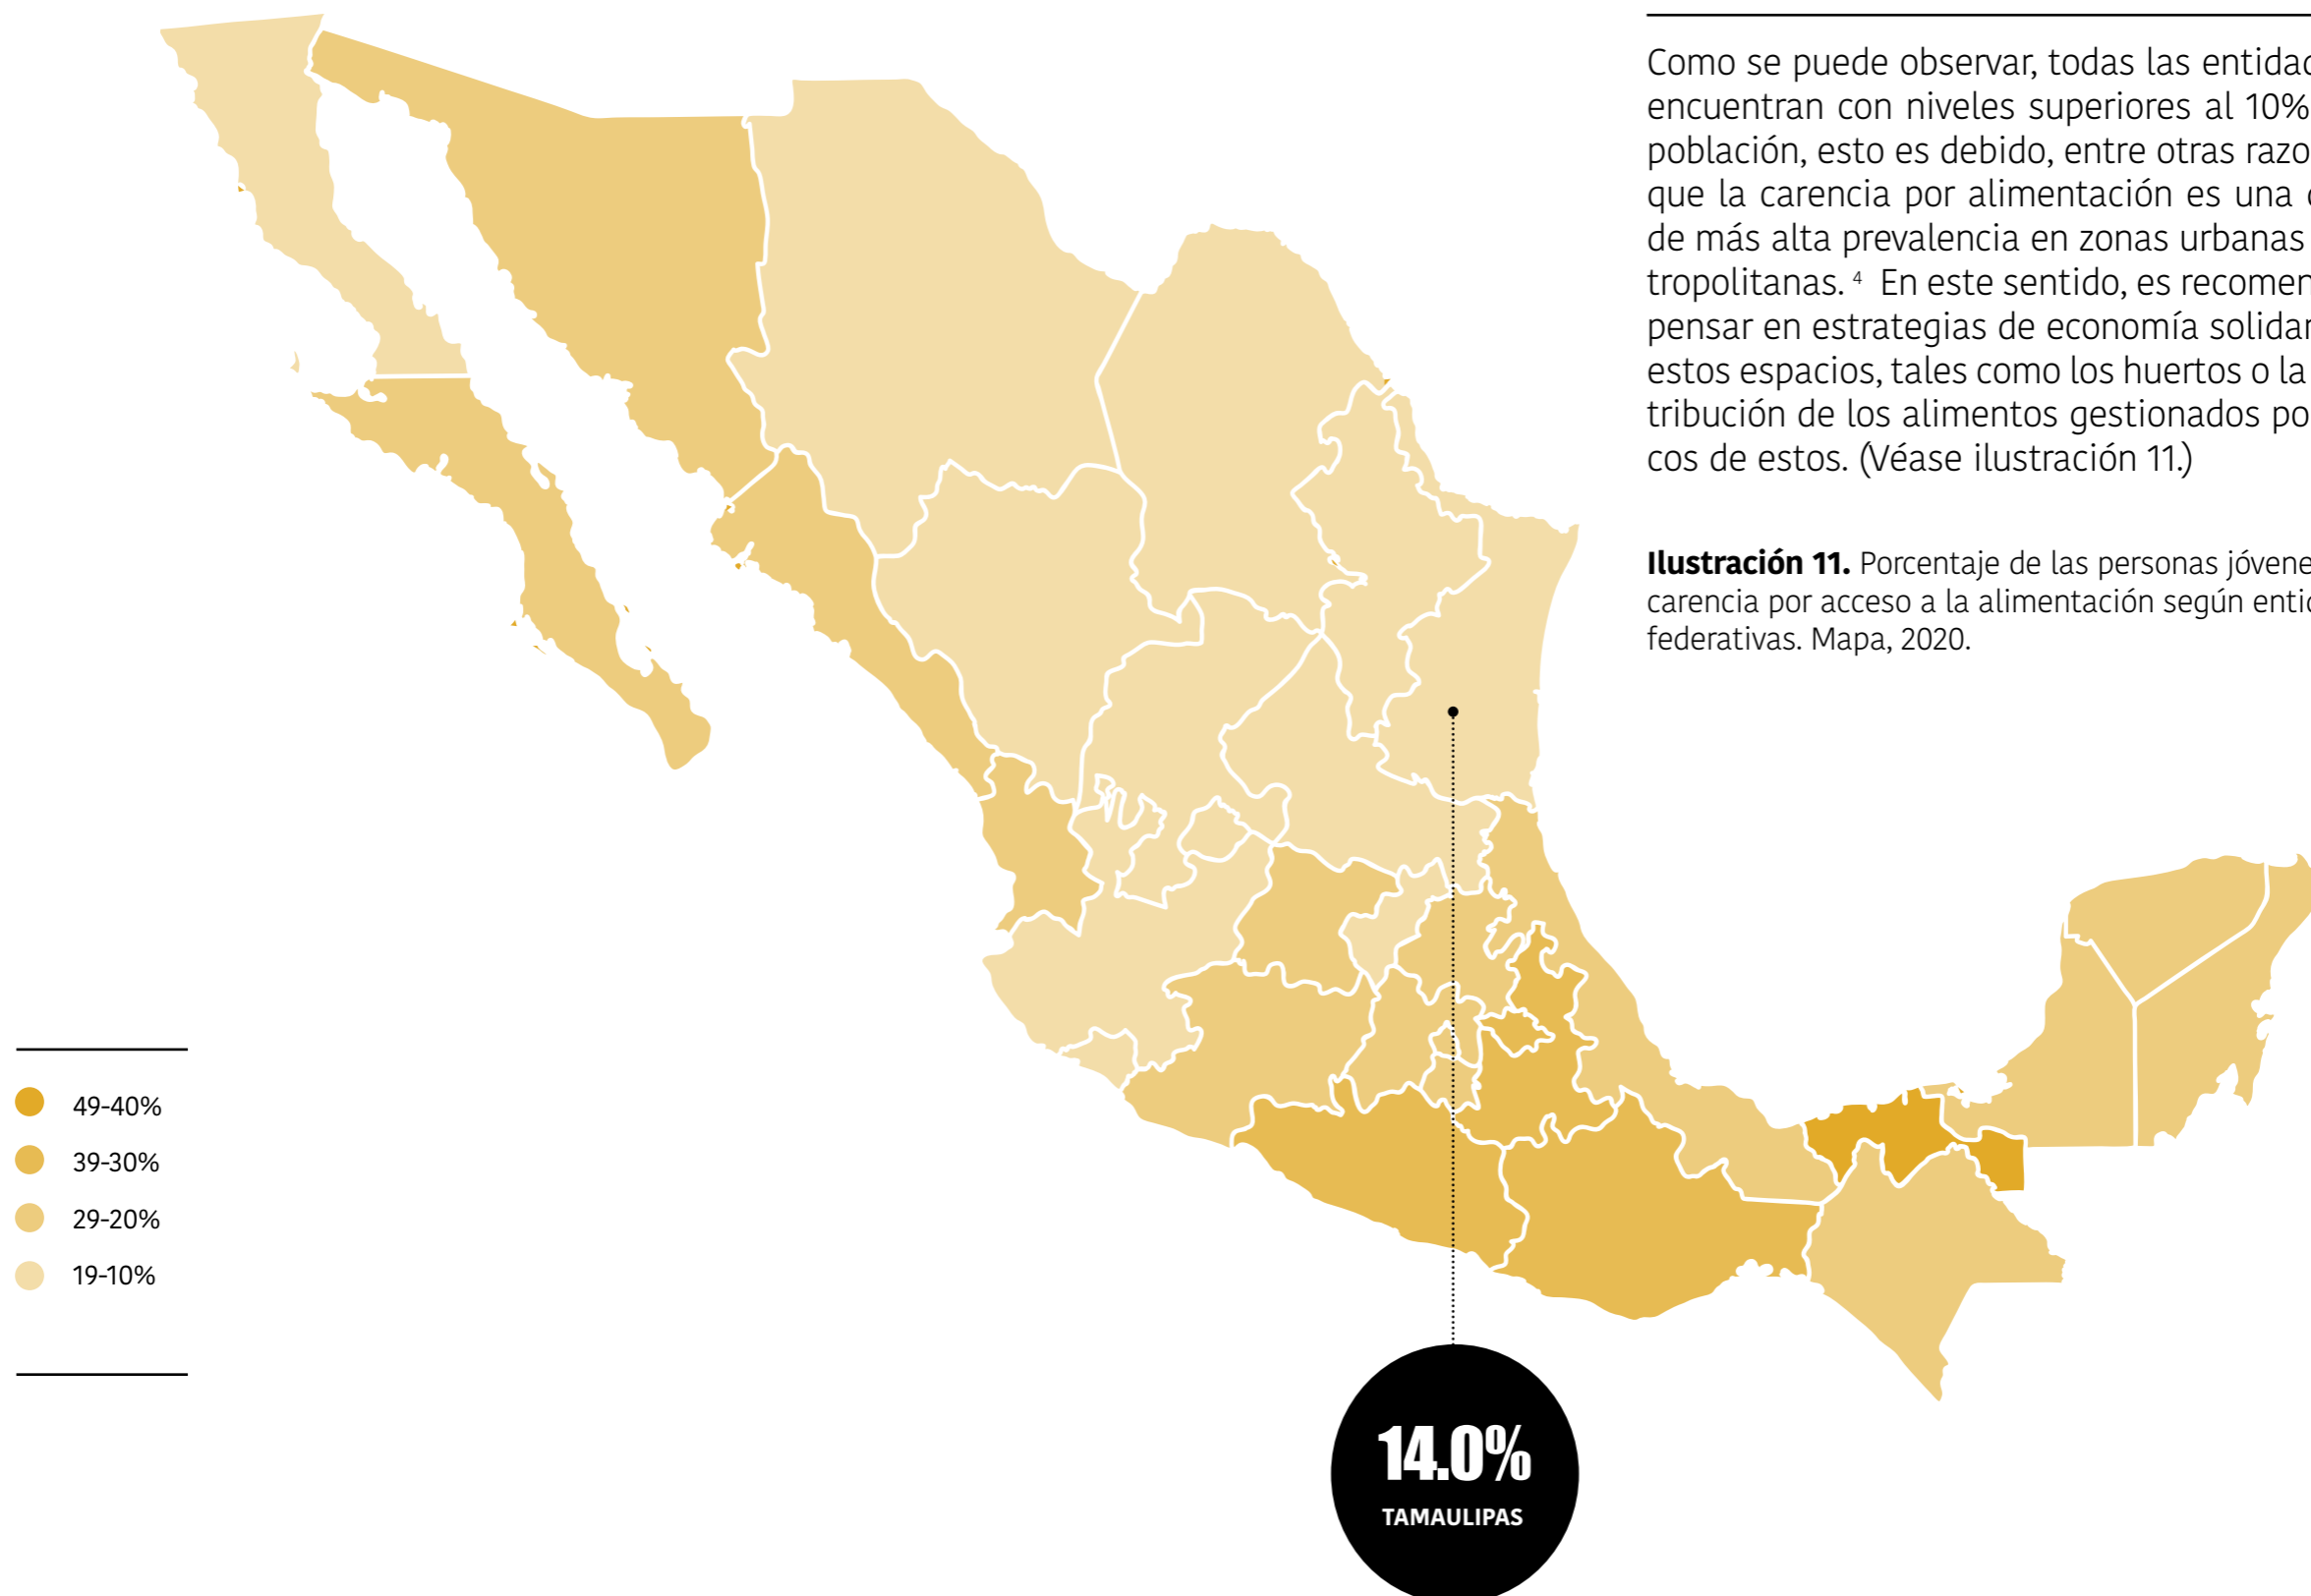 Como se puede observar, todas las entidad
encuentran con niveles superiores al 10%
población, esto es debido, entre otras razo
que la carencia por alimentación es una
de más alta prevalencia en zonas urbanas
tropolitanas. 4 En este sentido, es recomen
pensar en estrategias de economía solidar
estos espacios, tales como los huertos o la
tribución de los alimentos gestionados po
cos de estos. (Véase ilustración 11.)
Ilustración 11. Porcentaje de las personas jóvene
carencia por acceso a la alimentación según entid
federativas. Mapa, 2020.
49-40%
39-30%
29-20%
19-10%
14.0%
TAMAULIPAS